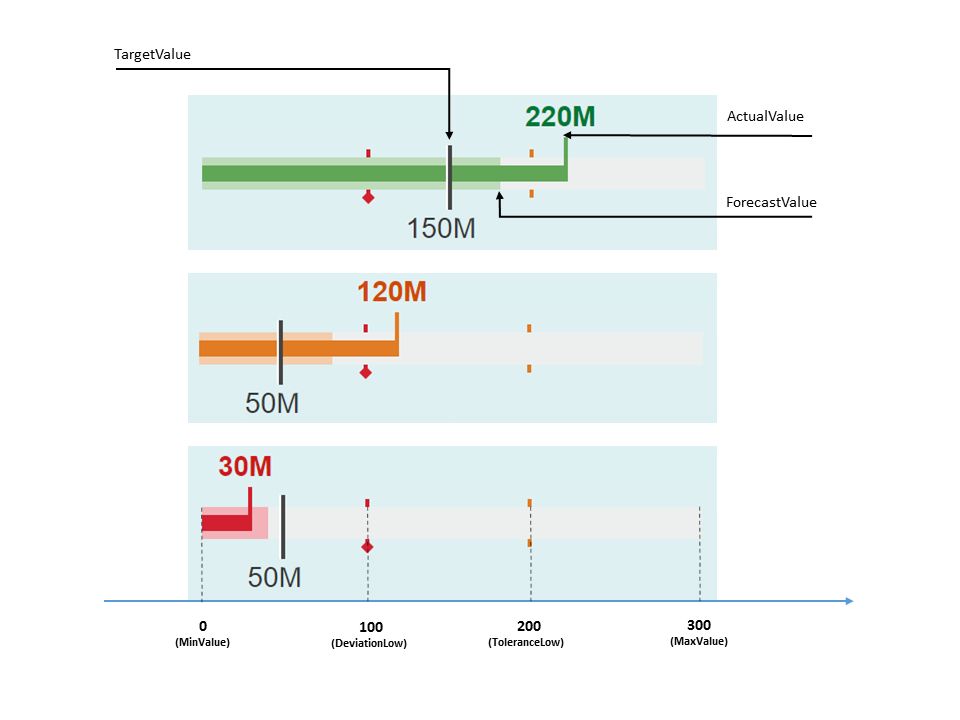 TargetValue
220M
ActualValue
ForecastValue
150M
120M
50M
30M
50M
0 100 200 300
(MinValue) (DeviationLow) (ToleranceLow) (MaxValue)